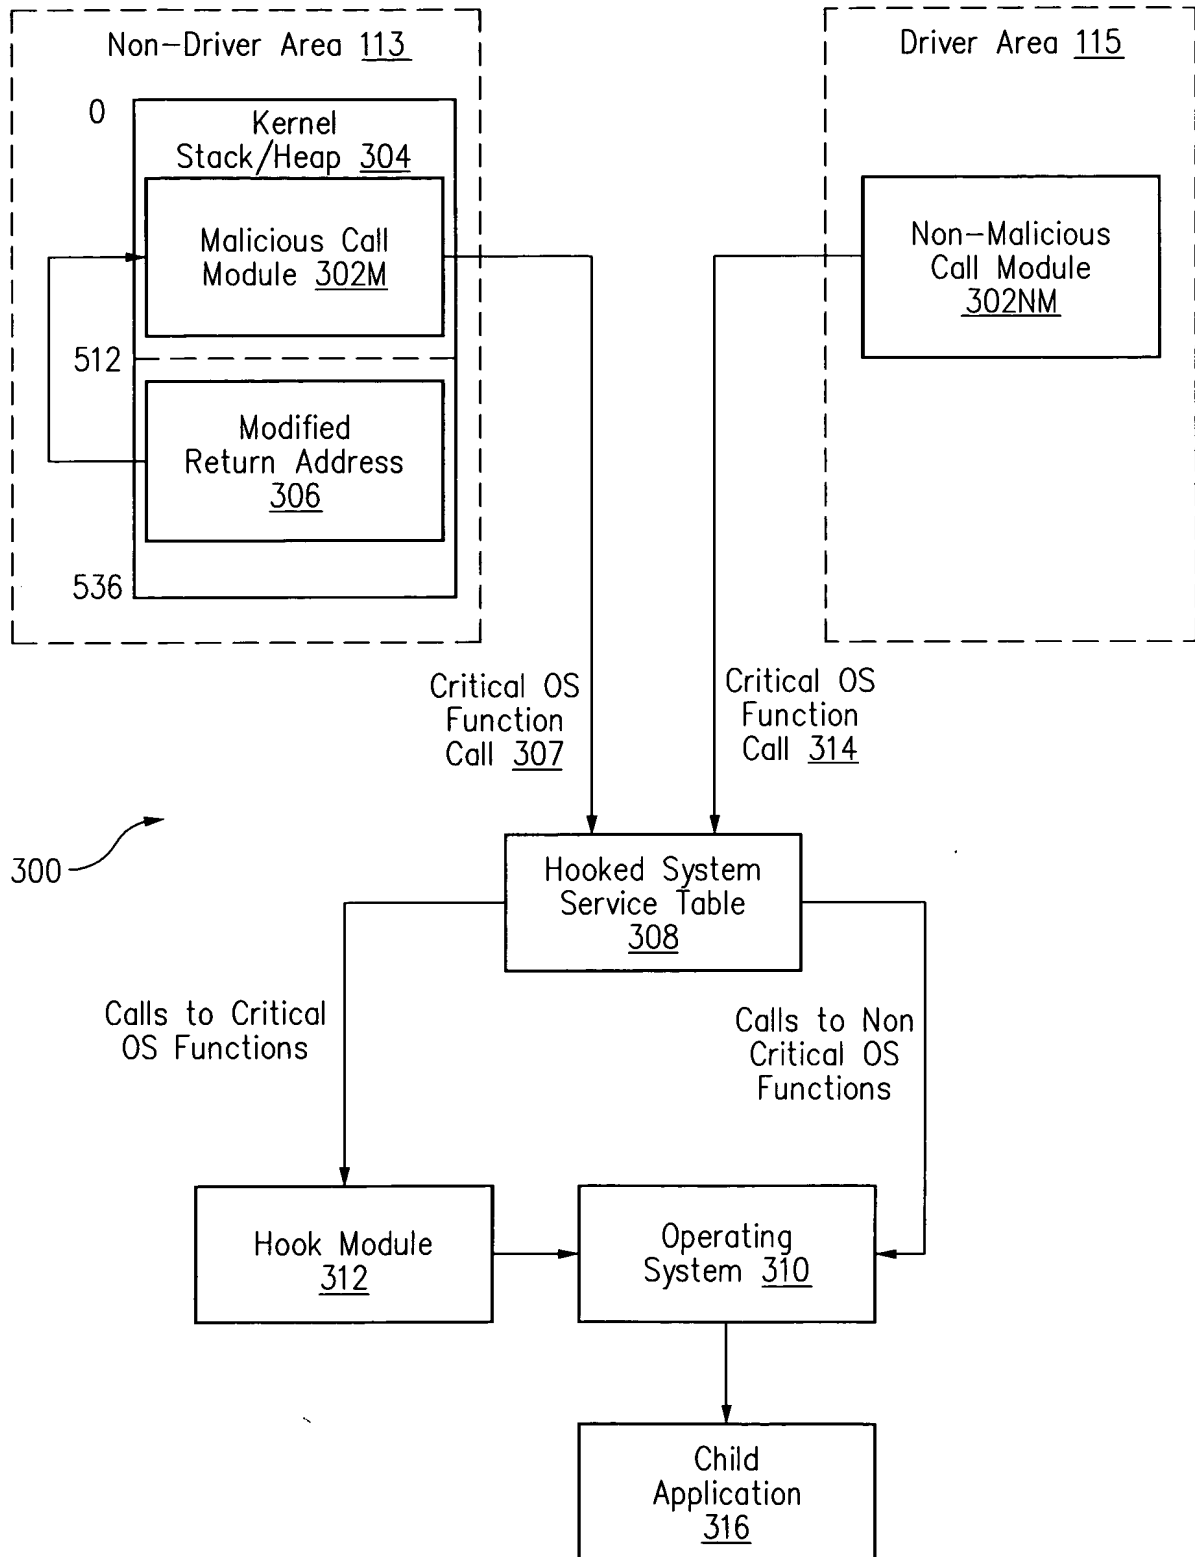 Non-Driver Area 113
Driver Area 115
0
Kernel
Stack/Heap 304
Malicious Call
Module 302M
Non-Malicious
Call Module
302NM
512
Modified
Return Address
306
536
Critical OS
Function
Call 307
Critical OS
Function
Call 314
300
Hooked System
Service Table
308
Calls to Critical
OS Functions
Calls to Non
Critical OS
Functions
Hook Module
312
Operating
System 310
Child
Application
316